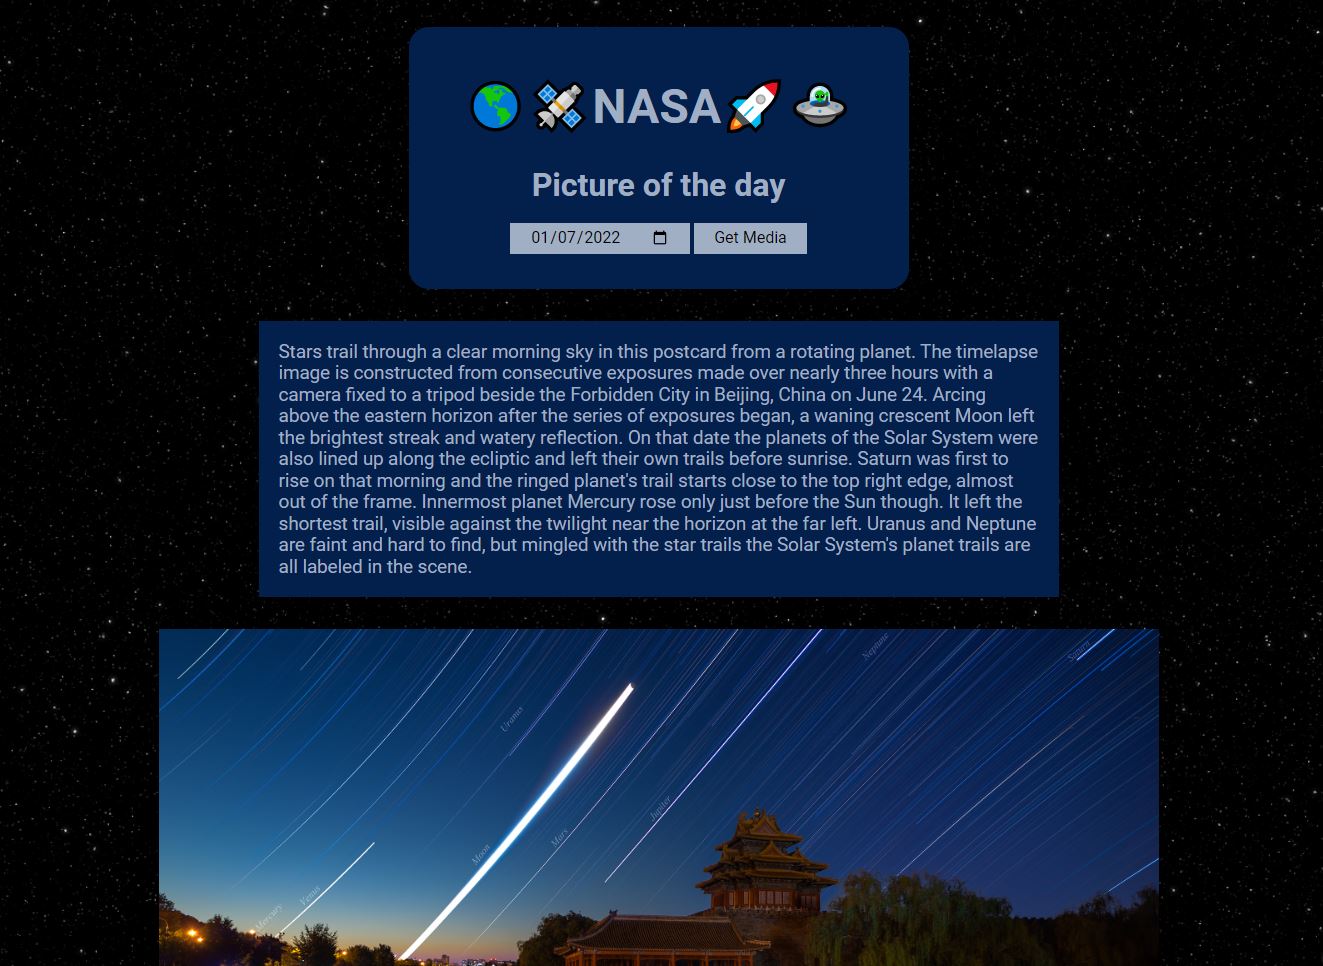 NASA
Picture of the day
01/07/2022
Get Media
Stars trail through a clear morning sky in this postcard from a rotating planet. The timelapse
image is constructed from consecutive exposures made over nearly three hours with a
camera fixed to a tripod beside the Forbidden City in Beijing, China on June 24. Arcing
above the eastern horizon after the series of exposures began, a waning crescent Moon left
the brightest streak and watery reflection. On that date the planets of the Solar System were
also lined up along the ecliptic and left their own trails before sunrise. Saturn was first to
rise on that morning and the ringed planet's trail starts close to the top right edge, almost
out of the frame. Innermost planet Mercury rose only just before the Sun though. It left the
shortest trail, visible against the twilight near the horizon at the far left. Uranus and Neptune
are faint and hard to find, but mingled with the star trails the Solar System's planet trails are
all labeled in the scene.
Neptune
Saturn
Uranus
Jupiter
Mars
Moon
Venus
Mercury